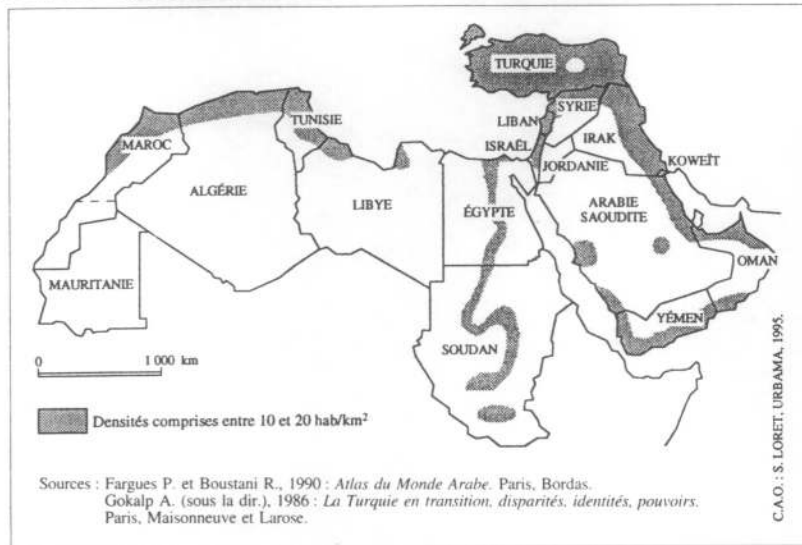 TURQUIE
SYRIE
LIBAN
TUNISIE
IRAK
MAROC
ISRAËL
JORDANIE
KOWEÏT
ALGÉRIE
ARABIE
SAOUDITE
LIBYE
ÉGYPTE
OMAN
MAURITANIE
YÉMEN
SOUDAN
0 1 000 km
Densités comprises entre 10 et 20 hab/km²
C.A.O. : S. LORET, URBAMA, 1995.
Sources : Fargues P. et Boustani R., 1990 : Atlas du Monde Arabe. Paris, Bordas.
Gokalp A. (sous la dir.), 1986 : La Turquie en transition, disparités, identités, pouvoirs.
Paris, Maisonneuve et Larose.